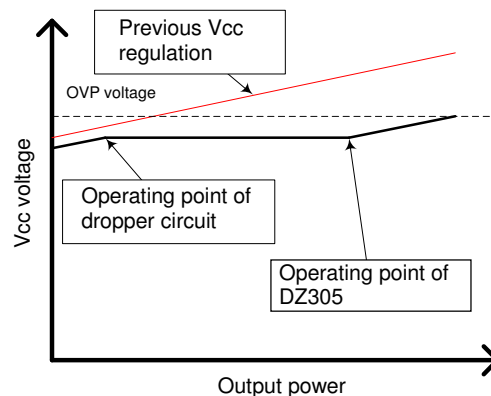 Previous Vcc
regulation
OVP voltage
Operating point of
dropper circuit
Operating point of
DZ305
Vcc voltage
Output power